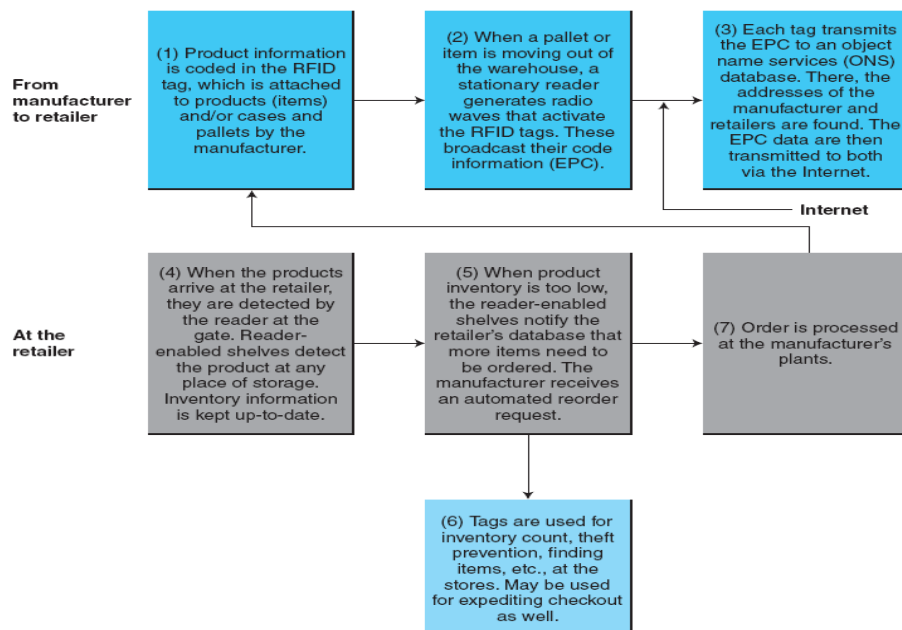 From
manufacturer
to retailer
(1) Product information
is coded in the RFID
tag, which is attached
to products (items)
and/or cases and
pallets by the
manufacturer.
(2) When a pallet or
item is moving out
of the warehouse, a
stationary reader
generates radio
waves that activate
the RFID tags. These
broadcast their code
information (EPC).
(3) Each tag transmits
the EPC to an object
name services (ONS)
database. There, the
addresses of the
manufacturer and
retailers are found. The
EPC data are then
transmitted to both
via the Internet.
Internet
At the
retailer
(4) When the products
arrive at the retailer,
they are detected by
the reader at the
gate. Reader-
enabled shelves detect
the product at any
place of storage.
Inventory information
is kept up-to-date.
(5) When product
inventory is too low,
the reader-enabled
shelves notify the
retailer's database that
more items need to
be ordered. The
manufacturer receives
an automated reorder
request.
(7) Order is processed
at the manufacturer's
plants.
(6) Tags are used for
inventory count, theft
prevention, finding
items, etc., at the
stores. May be used
for expediting checkout
as well.